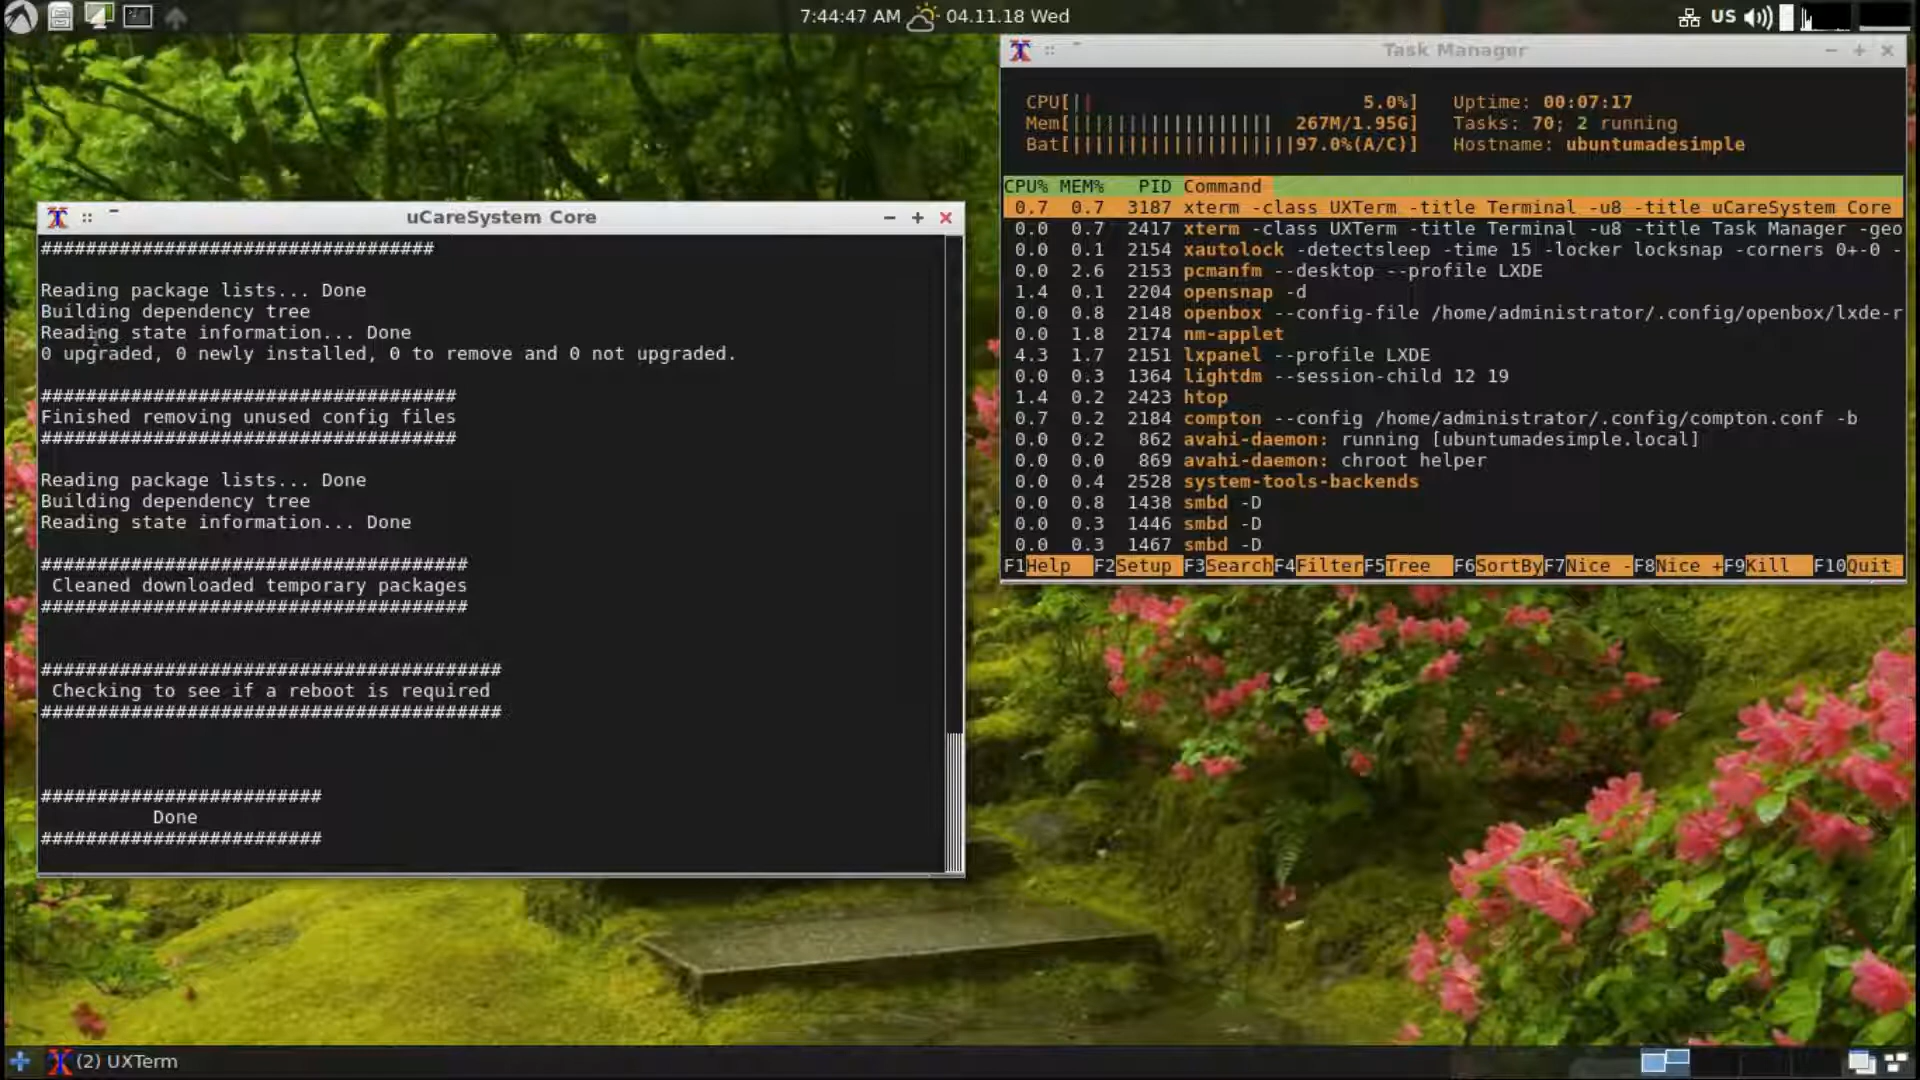 7:44:47 AM 04.11.18 Wed
US
uCareSystem Core
###################################
Reading package lists... Done
Building dependency tree
Reading state information... Done
0 upgraded, 0 newly installed, 0 to remove and 0 not upgraded.
#####################################
Finished removing unused config files
#####################################
Reading package lists... Done
Building dependency tree
Reading state information... Done
######################################
Cleaned downloaded temporary packages
######################################
#########################################
Checking to see if a reboot is required
#########################################
#########################
Done
#########################
Task Manager
CPU[|| 5.0%] Uptime: 00:07:17
Mem[|||||||||||||||||| 267M/1.95G] Tasks: 70; 2 running
Bat[||||||||||||||||||||97.0%(A/C)] Hostname: ubuntumadesimple
CPU% MEM% PID Command
0.7 0.7 3187 xterm -class UXTerm -title Terminal -u8 -title uCareSystem Core
0.0 0.7 2417 xterm -class UXTerm -title Terminal -u8 -title Task Manager -geo
0.0 0.1 2154 xautolock -detectsleep -time 15 -locker locksnap -corners 0+-0 -
0.0 2.6 2153 pcmanfm --desktop --profile LXDE
1.4 0.1 2204 opensnap -d
0.0 0.8 2148 openbox --config-file /home/administrator/.config/openbox/lxde-r
0.0 1.8 2174 nm-applet
4.3 1.7 2151 lxpanel --profile LXDE
0.0 0.3 1364 lightdm --session-child 12 19
1.4 0.2 2423 htop
0.7 0.2 2184 compton --config /home/administrator/.config/compton.conf -b
0.0 0.2 862 avahi-daemon: running [ubuntumadesimple.local]
0.0 0.0 869 avahi-daemon: chroot helper
0.0 0.4 2528 system-tools-backends
0.0 0.8 1438 smbd -D
0.0 0.3 1446 smbd -D
0.0 0.3 1467 smbd -D
F1Help F2Setup F3SearchF4FilterF5Tree F6SortByF7Nice -F8Nice +F9Kill F10Quit
(2) UXTerm